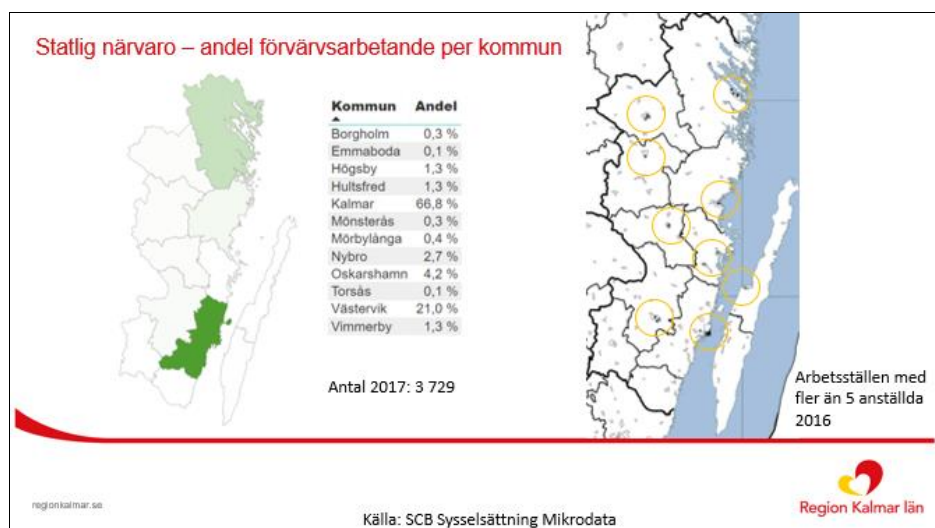 Statlig närvaro – andel förvärvsarbetande per kommun
Kommun Andel
Borgholm 0,3 %
Emmaboda 0,1 %
Högsby 1,3 %
Hultsfred 1,3 %
Kalmar 66,8 %
Mönsterås 0,3 %
Mörbylånga 0,4 %
Nybro 2,7 %
Oskarshamn 4,2 %
Torsås 0,1 %
Västervik 21,0 %
Vimmerby 1,3 %
Antal 2017: 3 729
Arbetsställen med
fler än 5 anställda
2016
regionkalmar.se
Källa: SCB Sysselsättning Mikrodata
Region Kalmar län